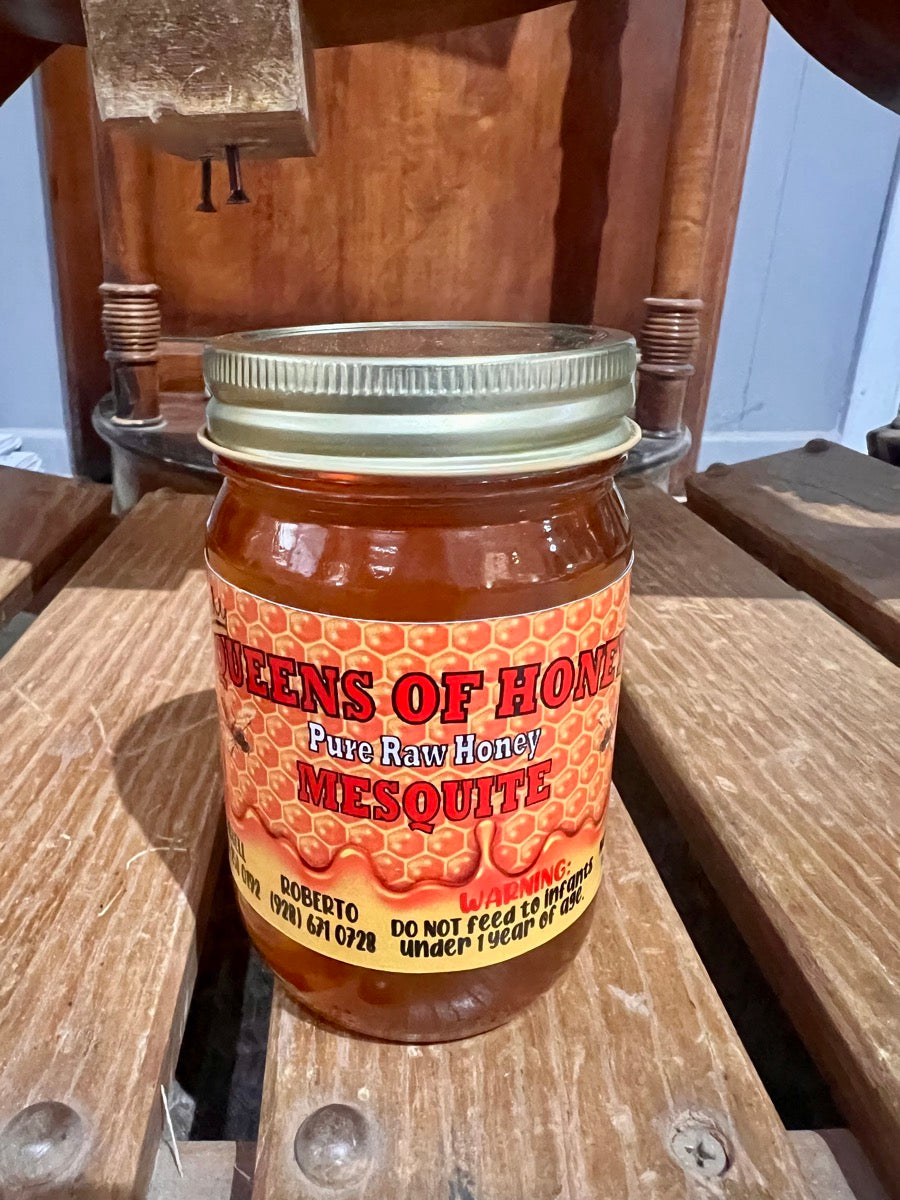 QUEENS OF HONEY
Pure Raw Honey
MESQUITE
ROBERTO
(928) 671 0728
WARNING:
DO NOT feed to infants
under 1 year of age.